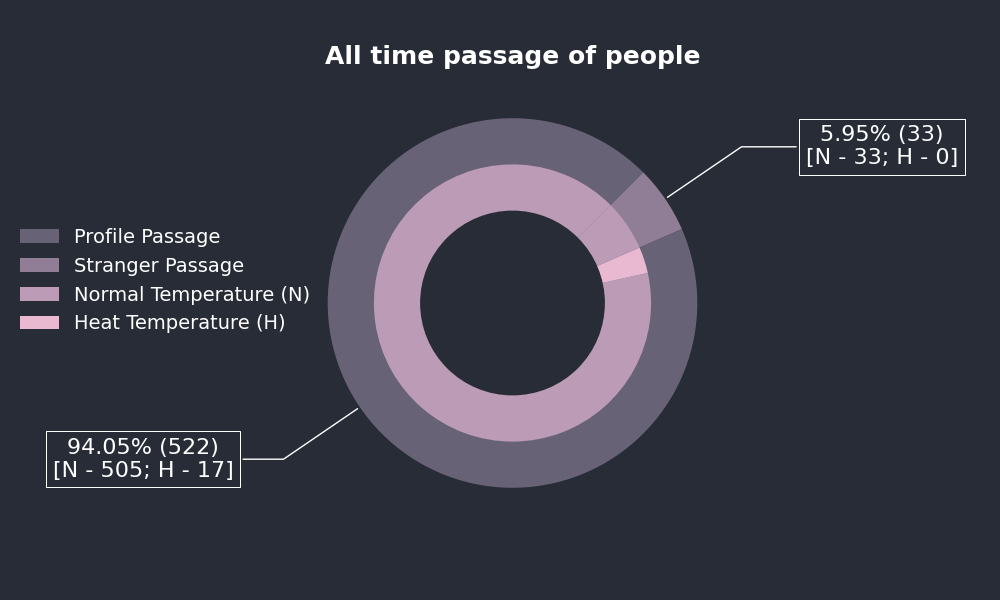 All time passage of people
5.95% (33)
[N - 33; H - 0]
Profile Passage
Stranger Passage
Normal Temperature (N)
Heat Temperature (H)
94.05% (522)
[N - 505; H - 17]